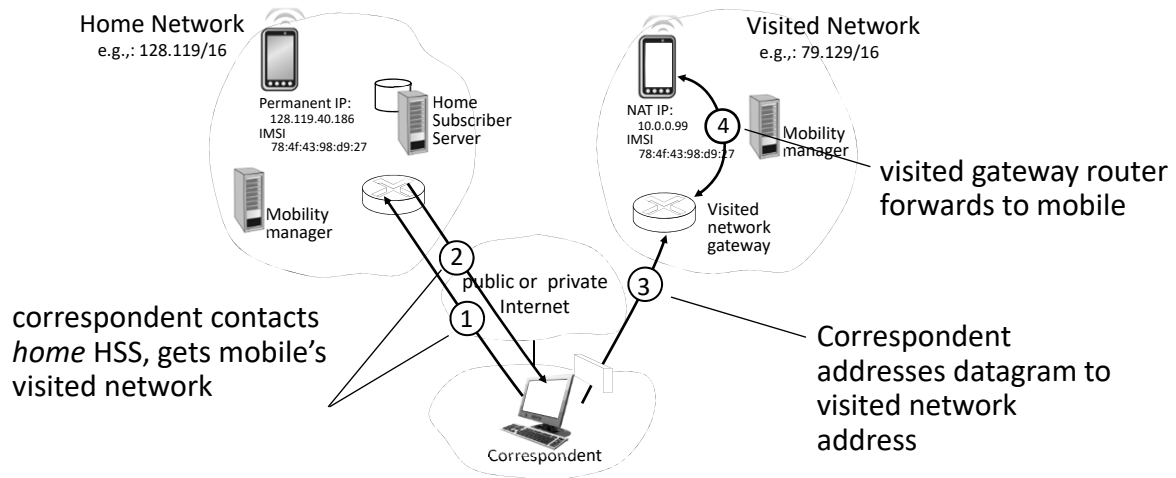 Home Network
e.g.,: 128.119/16
Permanent IP:
128.119.40.186
IMSI
78:4f:43:98:d9:27
Home
Subscriber
Server
Mobility
manager
Visited Network
e.g.,: 79.129/16
NAT IP:
10.0.0.99
IMSI
78:4f:43:98:d9:27
4
Mobility
manager
visited gateway router
forwards to mobile
Visited
network
gateway
2
public or private
Internet
3
1
correspondent contacts
home HSS, gets mobile's
visited network
Correspondent
addresses datagram to
visited network
address
Correspondent